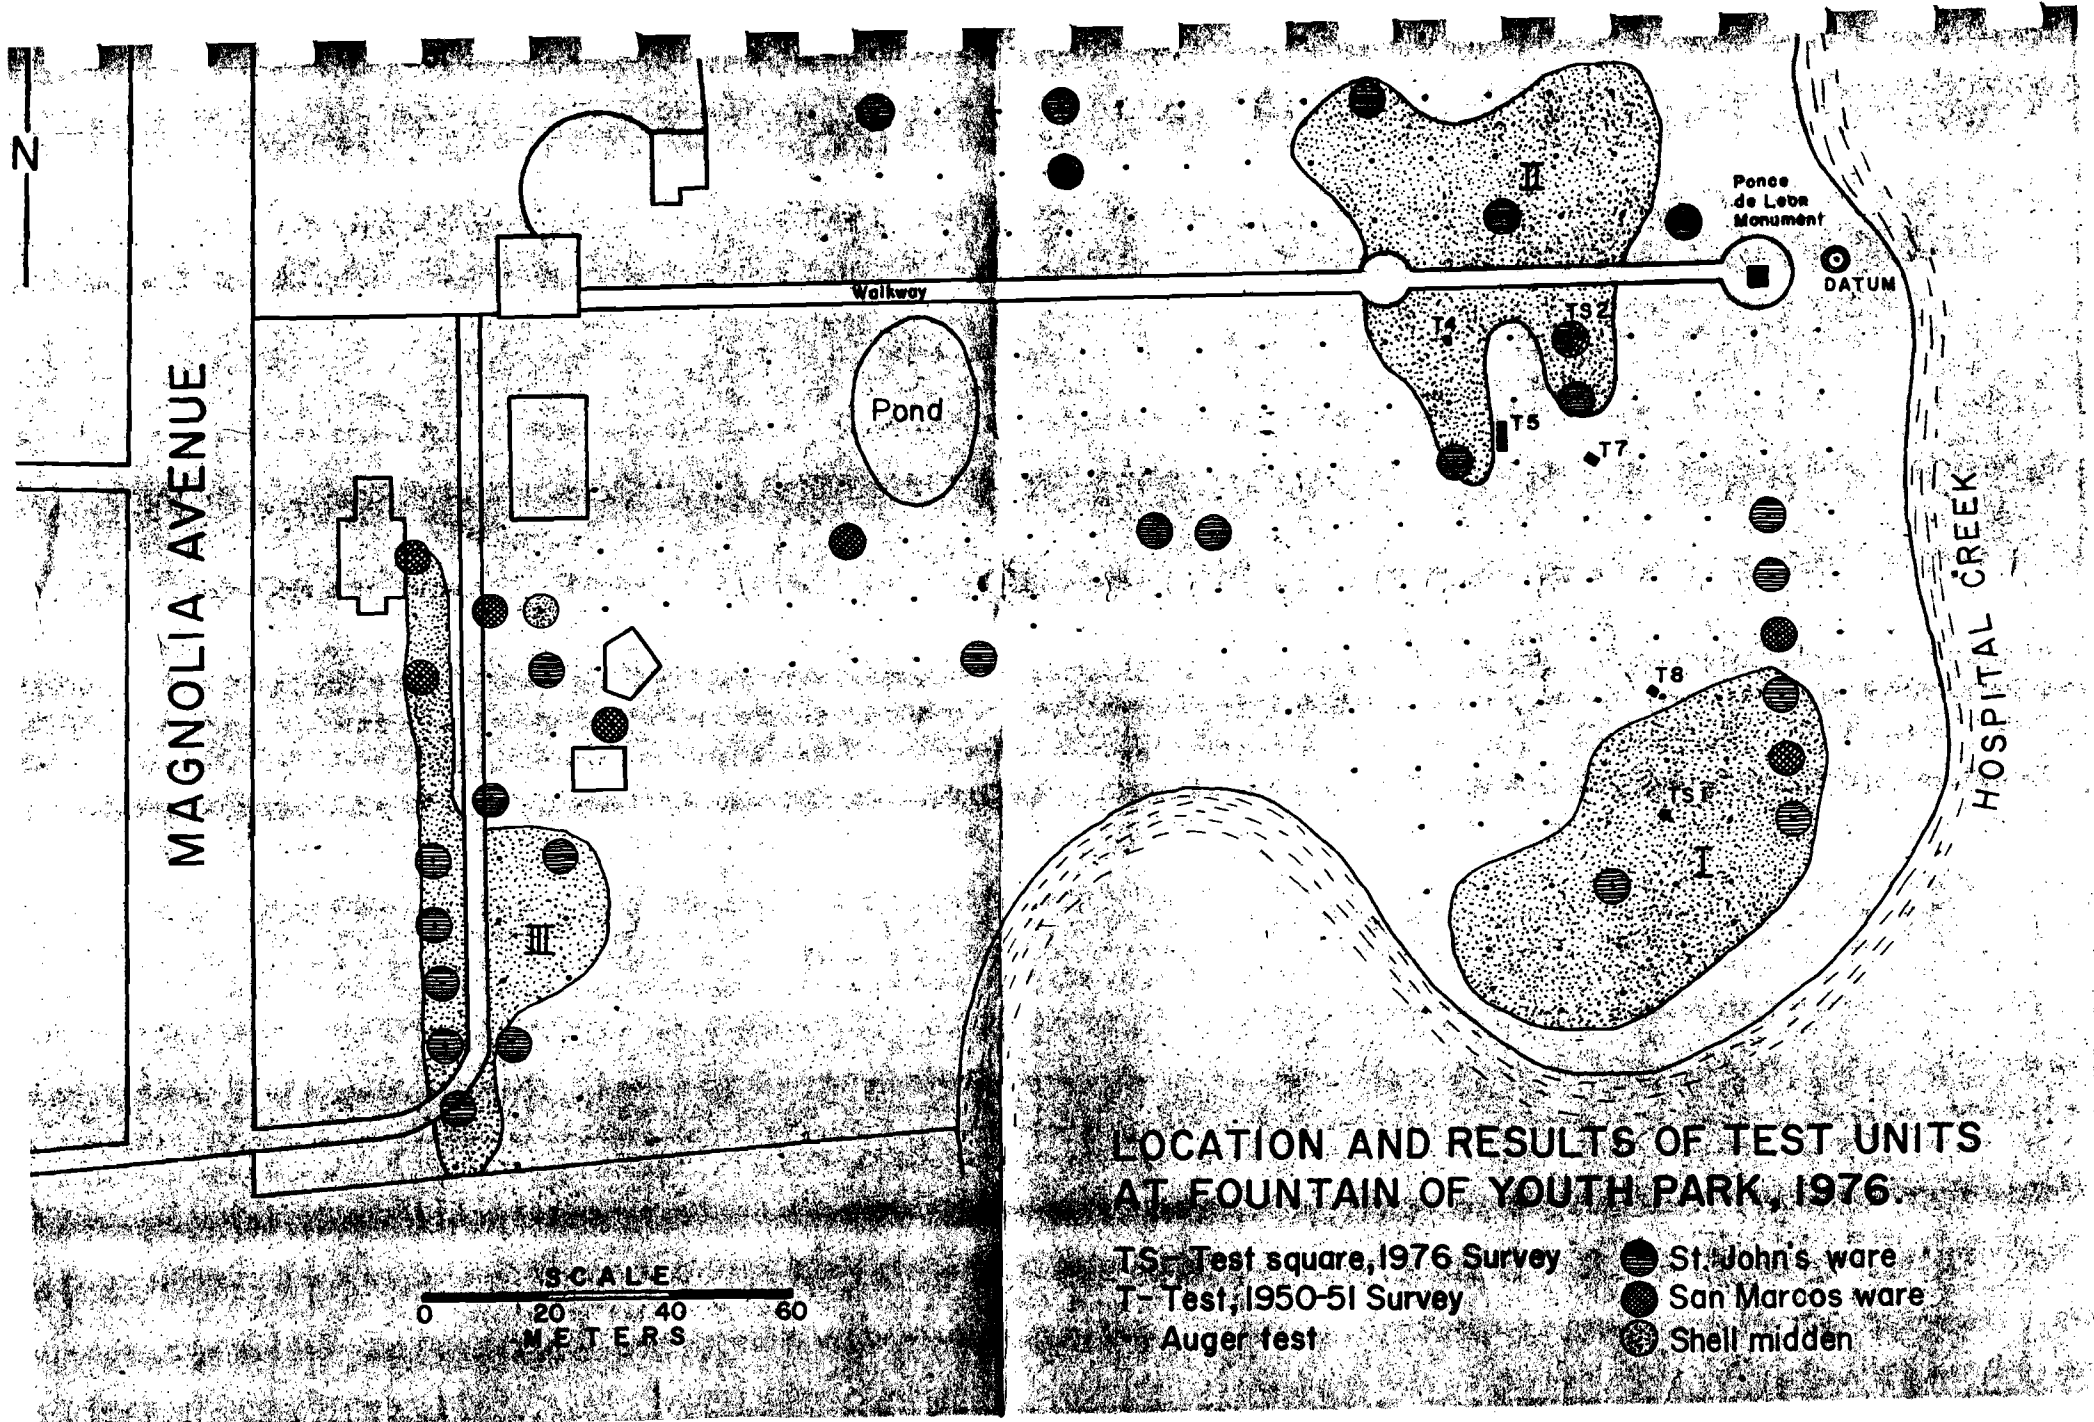 N
MAGNOLIA AVENUE
Walkway
Pond
II
Ponce
de Leon
Monument
DATUM
T4
TS2
T5
T7
T8
TS1
I
III
HOSPITAL CREEK
LOCATION AND RESULTS OF TEST UNITS
AT FOUNTAIN OF YOUTH PARK, 1976.
TS- Test square, 1976 Survey
T- Test, 1950-51 Survey
Auger test
St. John's ware
San Marcos ware
Shell midden
SCALE
0 20 40 60
METERS